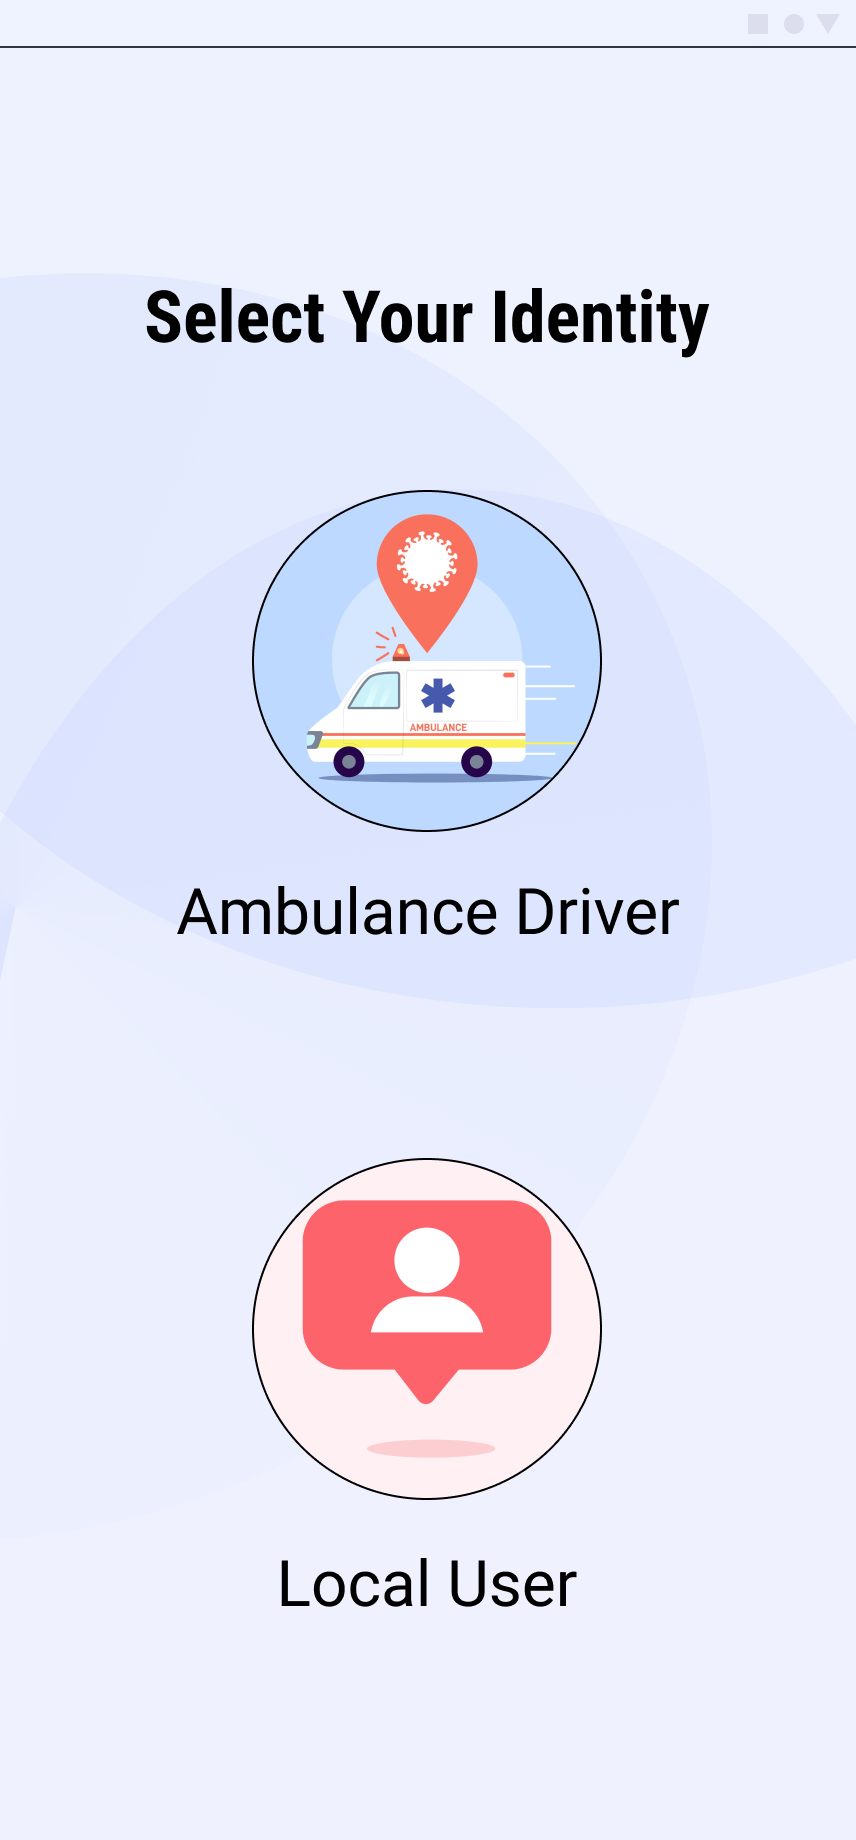 Select Your Identity
AMBULANCE
Ambulance Driver
Local User